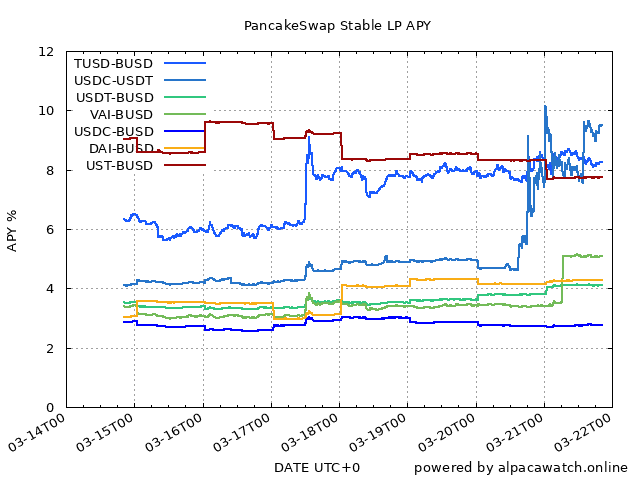 PancakeSwap Stable LP APY
12
10
8
6
4
2
0
APY %
TUSD-BUSD
USDC-USDT
USDT-BUSD
VAI-BUSD
USDC-BUSD
DAI-BUSD
UST-BUSD
03-14T00
03-15T00
03-16T00
03-17T00
03-18T00
03-19T00
03-20T00
03-21T00
03-22T00
DATE UTC+0
powered by alpacawatch.online